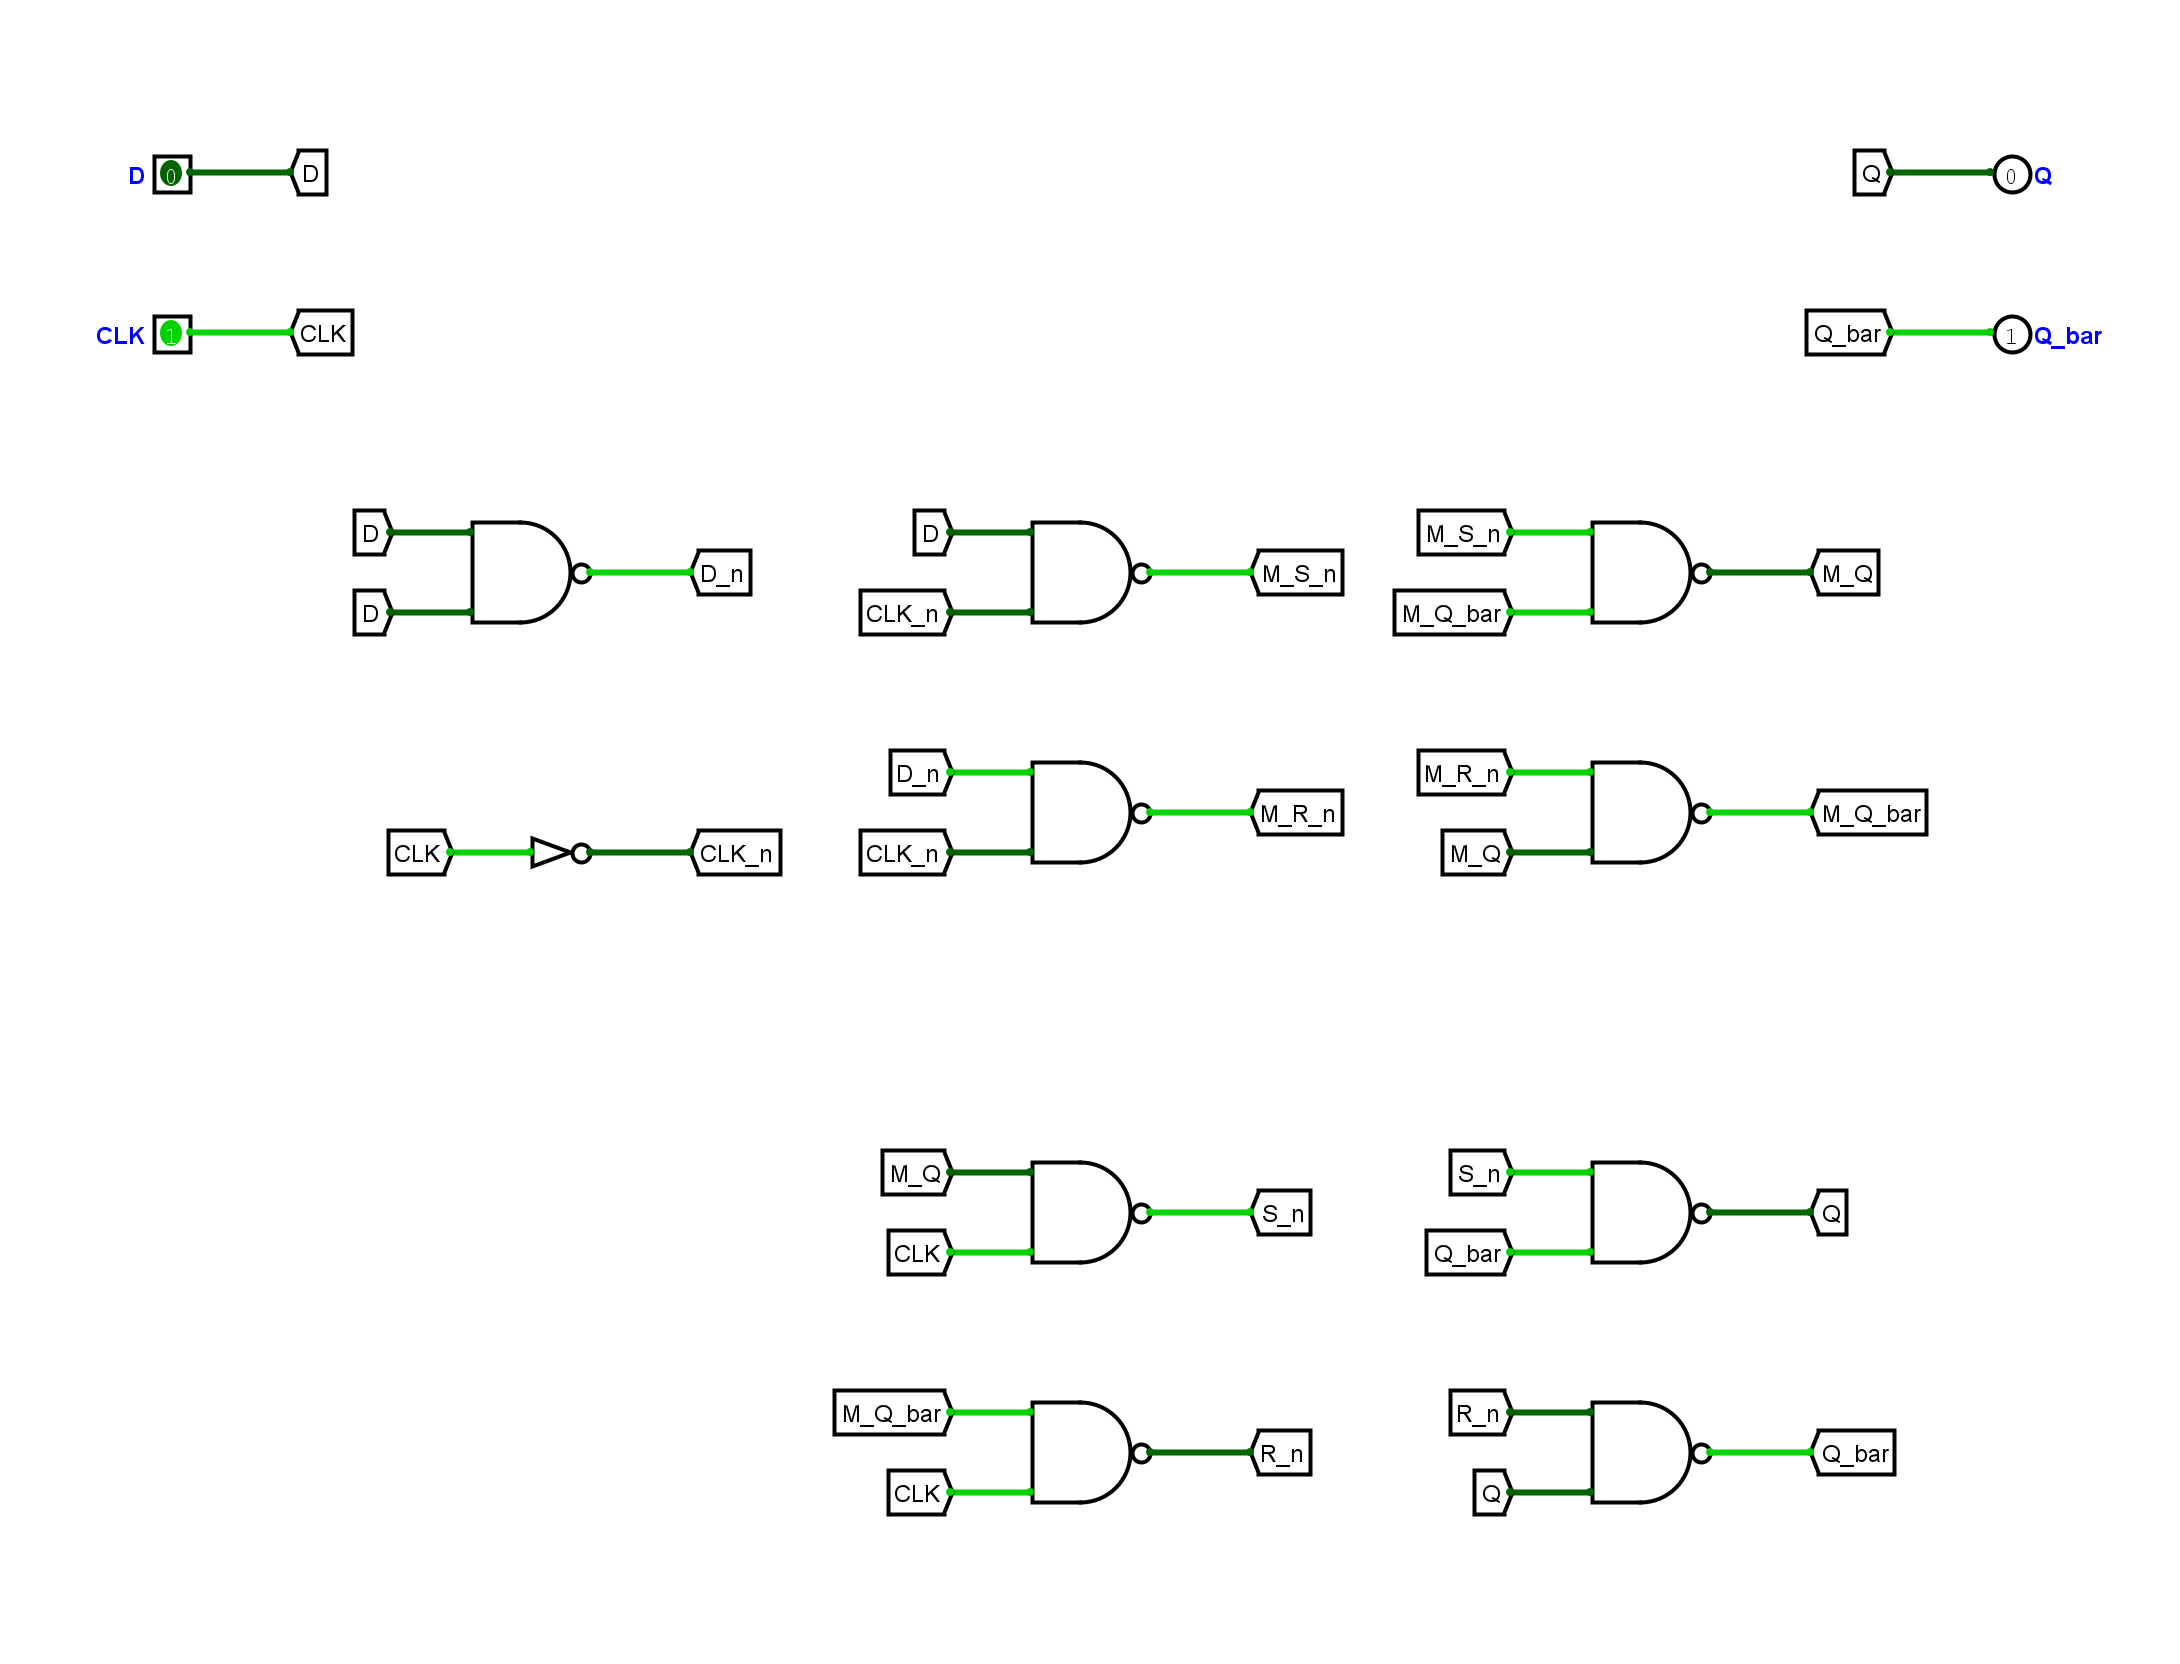 D 0 D
Q 0 Q
CLK 1 CLK
Q_bar 1 Q_bar
D
D
D_n
D
CLK_n
M_S_n
M_S_n
M_Q_bar
M_Q
CLK
CLK_n
D_n
CLK_n
M_R_n
M_R_n
M_Q
M_Q_bar
M_Q
CLK
S_n
S_n
Q_bar
Q
M_Q_bar
CLK
R_n
R_n
Q
Q_bar